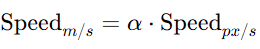 Speed_{m/s} = α · Speed_{px/s}